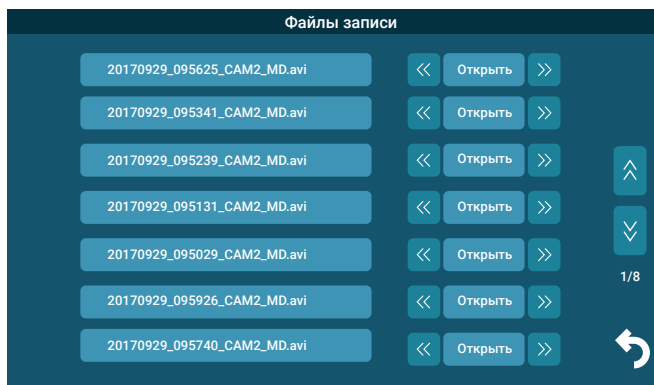 Файлы записи
20170929_095625_CAM2_MD.avi Открыть
20170929_095341_CAM2_MD.avi Открыть
20170929_095239_CAM2_MD.avi Открыть
20170929_095131_CAM2_MD.avi Открыть
20170929_095029_CAM2_MD.avi Открыть
1/8
20170929_095926_CAM2_MD.avi Открыть
20170929_095740_CAM2_MD.avi Открыть